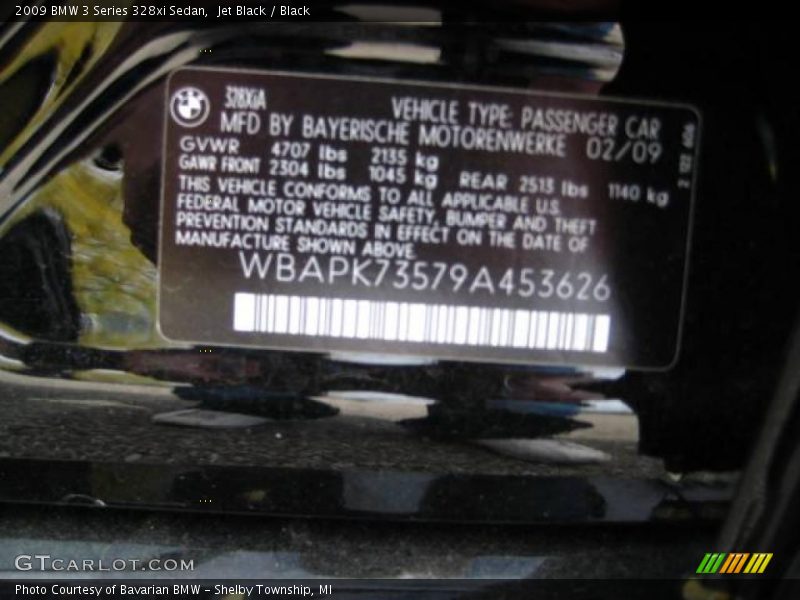 2009 BMW 3 Series 328xi Sedan,  Jet Black / Black
328XiA
VEHICLE TYPE: PASSENGER CAR
MFD BY BAYERISCHE MOTORENWERKE 02/09
GVWR 4707 lbs 2135 kg
GAWR FRONT 2304 lbs 1045 kg REAR 2513 lbs 1140 kg
THIS VEHICLE CONFORMS TO ALL APPLICABLE U.S.
FEDERAL MOTOR VEHICLE SAFETY, BUMPER AND THEFT
PREVENTION STANDARDS IN EFFECT ON THE DATE OF
MANUFACTURE SHOWN ABOVE.
WBAPK73579A453626
GTCARLOT.COM
Photo Courtesy of Bavarian BMW – Shelby Township, MI